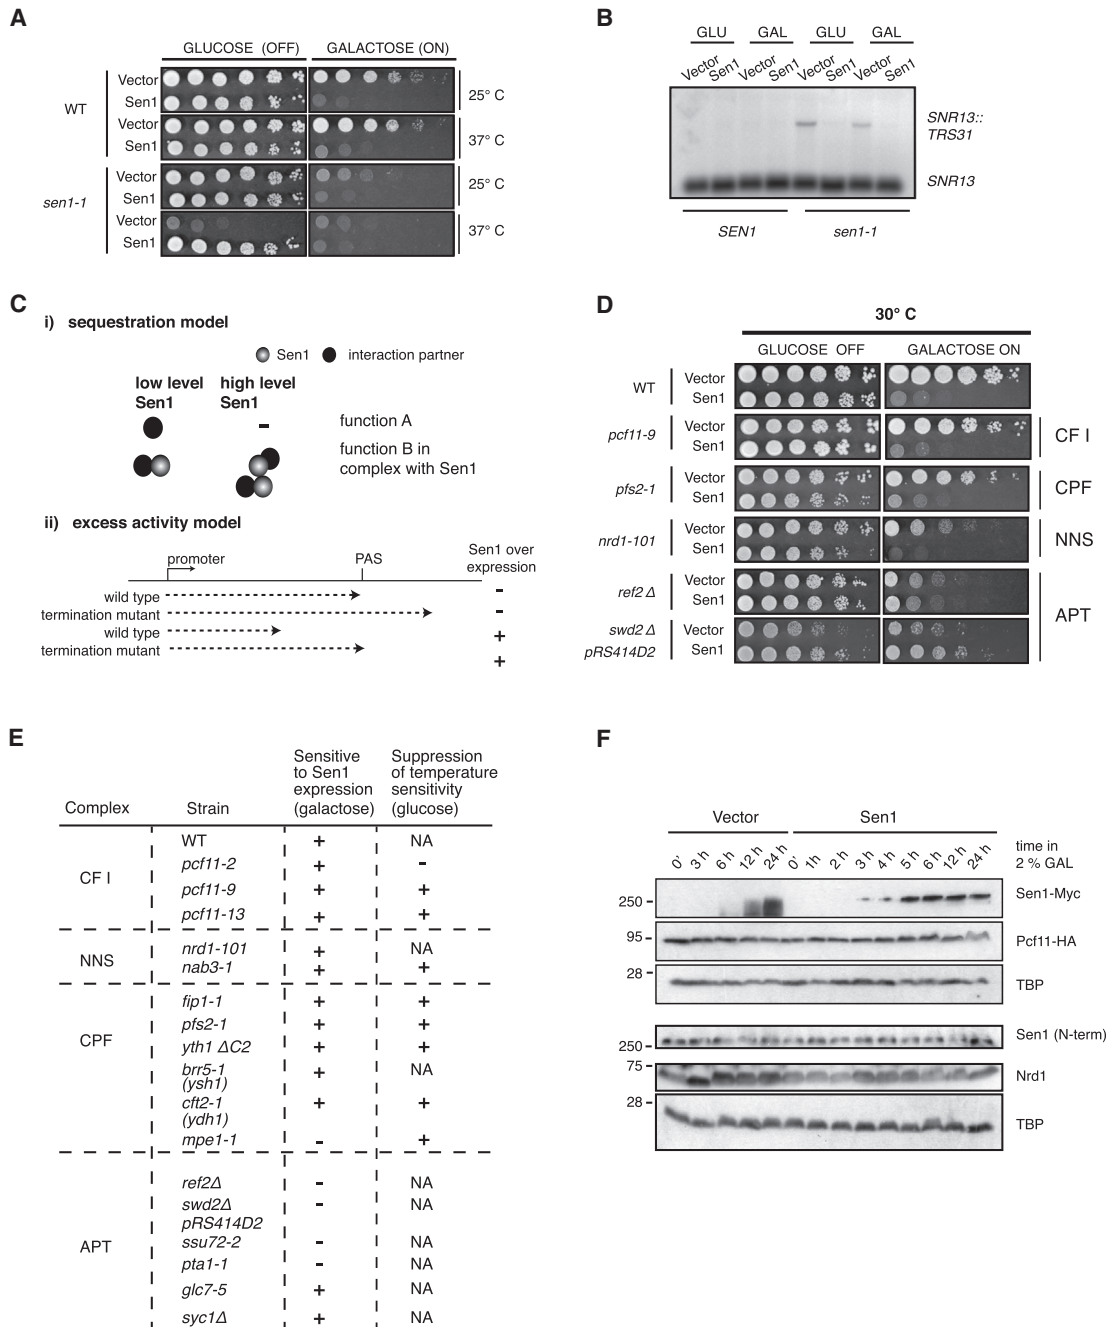 A
GLUCOSE (OFF) GALACTOSE (ON)
WT
Vector
Sen1
25° C
Vector
Sen1
37° C
sen1-1
Vector
Sen1
25° C
Vector
Sen1
37° C
B
GLU GAL GLU GAL
Vector Sen1 Vector Sen1 Vector Sen1 Vector Sen1
SNR13::
TRS31
SNR13
SEN1 sen1-1
C
i) sequestration model
Sen1 interaction partner
low level
Sen1
high level
Sen1
function A
-
function B in
complex with Sen1
ii) excess activity model
promoter PAS
Sen1 over
expression
wild type -
termination mutant -
wild type +
termination mutant +
D
30° C
GLUCOSE OFF GALACTOSE ON
WT
Vector
Sen1
pcf11-9
Vector
Sen1
CF I
pfs2-1
Vector
Sen1
CPF
nrd1-101
Vector
Sen1
NNS
ref2 Δ
Vector
Sen1
swd2 Δ Vector
pRS414D2 Sen1
APT
E
Complex
Strain
Sensitive
to Sen1
expression
(galactose)
Suppression
of temperature
sensitivity
(glucose)
CF I
WT + NA
pcf11-2 + -
pcf11-9 + +
pcf11-13 + +
NNS
nrd1-101 + NA
nab3-1 + +
CPF
fip1-1 + +
pfs2-1 + +
yth1 ΔC2 + +
brr5-1 + NA
(ysh1)
cft2-1 + +
(ydh1)
mpe1-1 - +
APT
ref2Δ - NA
swd2Δ - NA
pRS414D2
ssu72-2 - NA
pta1-1 - NA
glc7-5 + NA
syc1Δ + NA
F
Vector Sen1
0' 3 h 6 h 12 h 24 h 0' 1h 2 h 3 h 4 h 5 h 6 h 12 h 24 h
time in
2 % GAL
250 Sen1-Myc
95 Pcf11-HA
28 TBP
250 Sen1 (N-term)
75 Nrd1
28 TBP